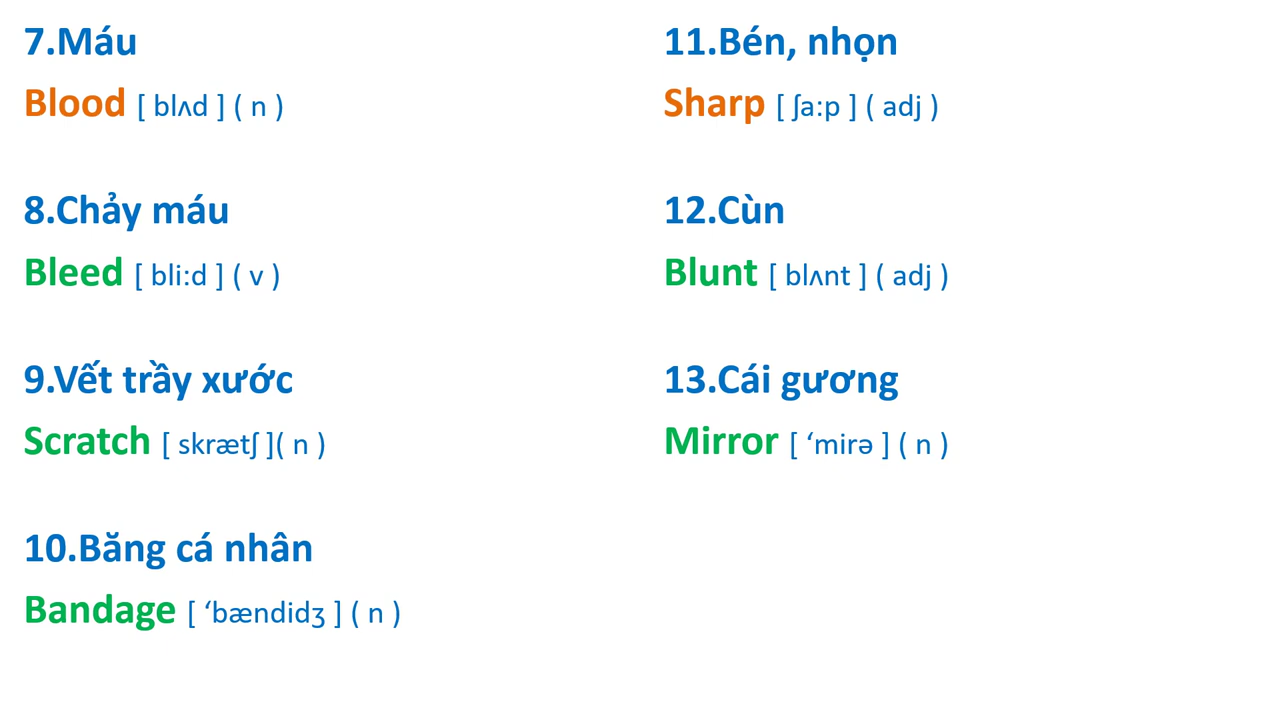 7.Máu
Blood [ blʌd ] ( n )
8.Chảy máu
Bleed [ bli:d ] ( v )
9.Vết trầy xước
Scratch [ skrætʃ ]( n )
10.Băng cá nhân
Bandage [ ‘bændidʒ ] ( n )
11.Bén, nhọn
Sharp [ ʃa:p ] ( adj )
12.Cùn
Blunt [ blʌnt ] ( adj )
13.Cái gương
Mirror [ ‘mirə ] ( n )